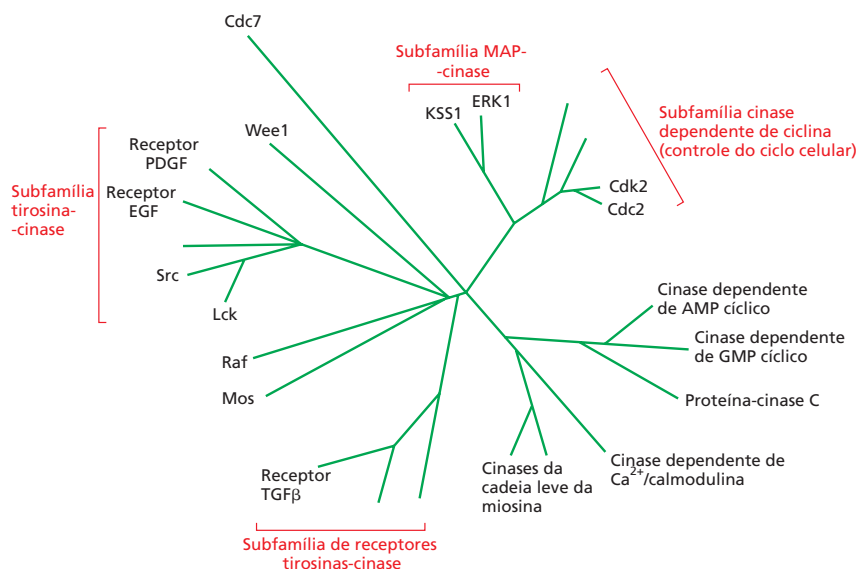 Cdc7
Subfamília MAP-
-cinase
KSS1
ERK1
Subfamília cinase
dependente de ciclina
(controle do ciclo celular)
Wee1
Receptor
PDGF
Subfamília
tirosina-
-cinase
Receptor
EGF
Src
Lck
Cdk2
Cdc2
Raf
Mos
Cinase dependente
de AMP cíclico
Cinase dependente
de GMP cíclico
Proteína-cinase C
Receptor
TGFβ
Cinases da
cadeia leve da
miosina
Cinase dependente de
Ca²⁺/calmodulina
Subfamília de receptores
tirosinas-cinase